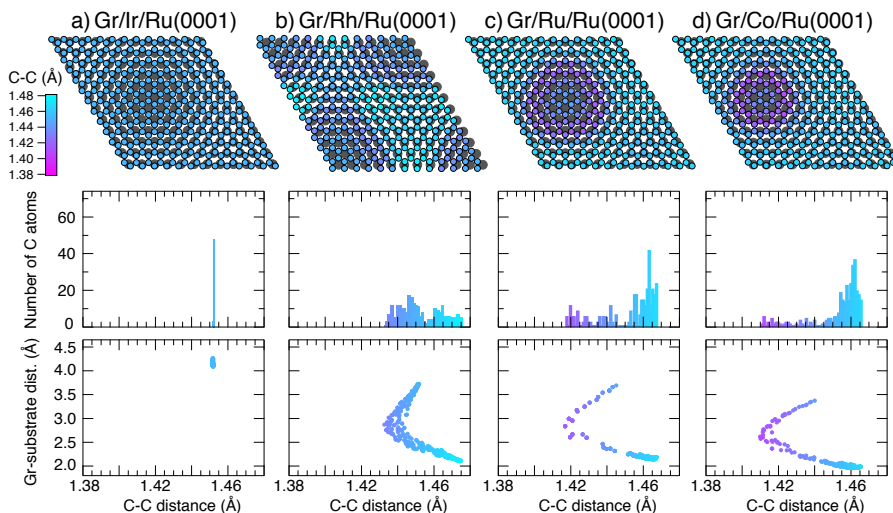 a) Gr/Ir/Ru(0001)
b) Gr/Rh/Ru(0001)
c) Gr/Ru/Ru(0001)
d) Gr/Co/Ru(0001)
C-C (Å)
1.48
1.46
1.44
1.42
1.40
1.38
Number of C atoms
60
40
20
0
Gr-substrate dist. (Å)
4.5
4.0
3.5
3.0
2.5
2.0
1.38 1.42 1.46
1.38 1.42 1.46
1.38 1.42 1.46
1.38 1.42 1.46
C-C distance (Å)
C-C distance (Å)
C-C distance (Å)
C-C distance (Å)